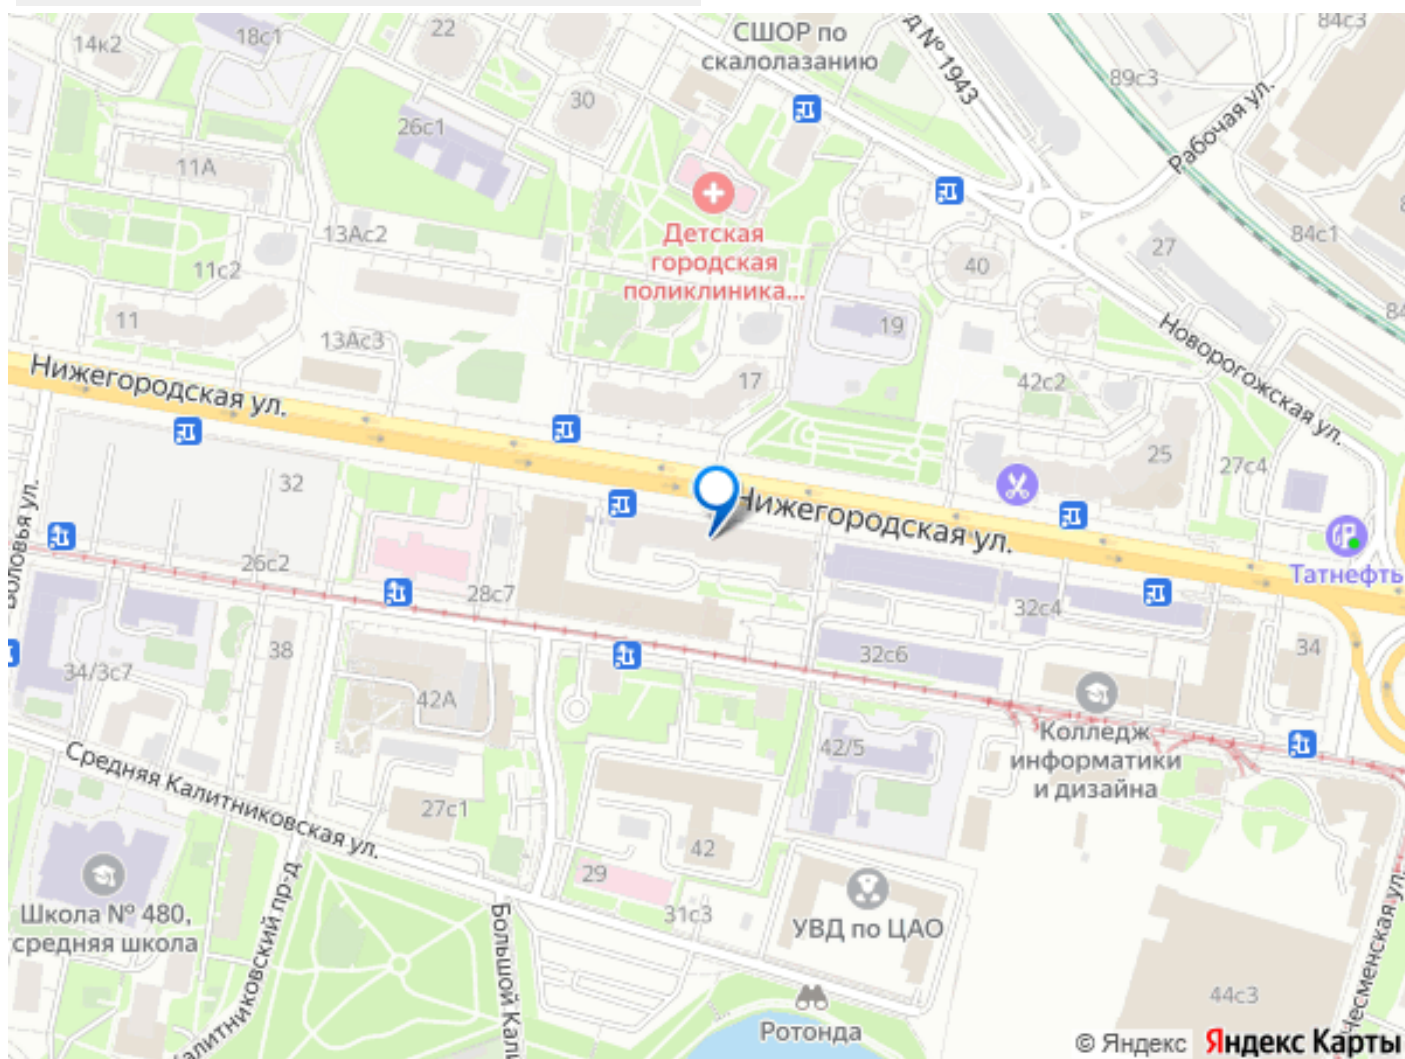 84с3
22
СШОР по
скалолазанию
14к2
18с1
д № 1943
89с3
Рабочая ул.
30
26с1
11А
Детская
городская
поликлиника...
13Ас2
27
84с1
11с2
40
11
19
13Ас3
Новорогожская ул.
Нижегородская ул.
17
42с2
25
27с4
32
Нижегородская ул.
Татнефть
26с2
28с7
32с4
34/3с7
38
32с6
34
42А
42/5
Колледж
информатики
и дизайна
Средняя Калитниковская ул.
27с1
42
29
Школа № 480,
средняя школа
31с3
УВД по ЦАО
Чесменская ул.
44с3
Ротонда
© Яндекс Яндекс Карты